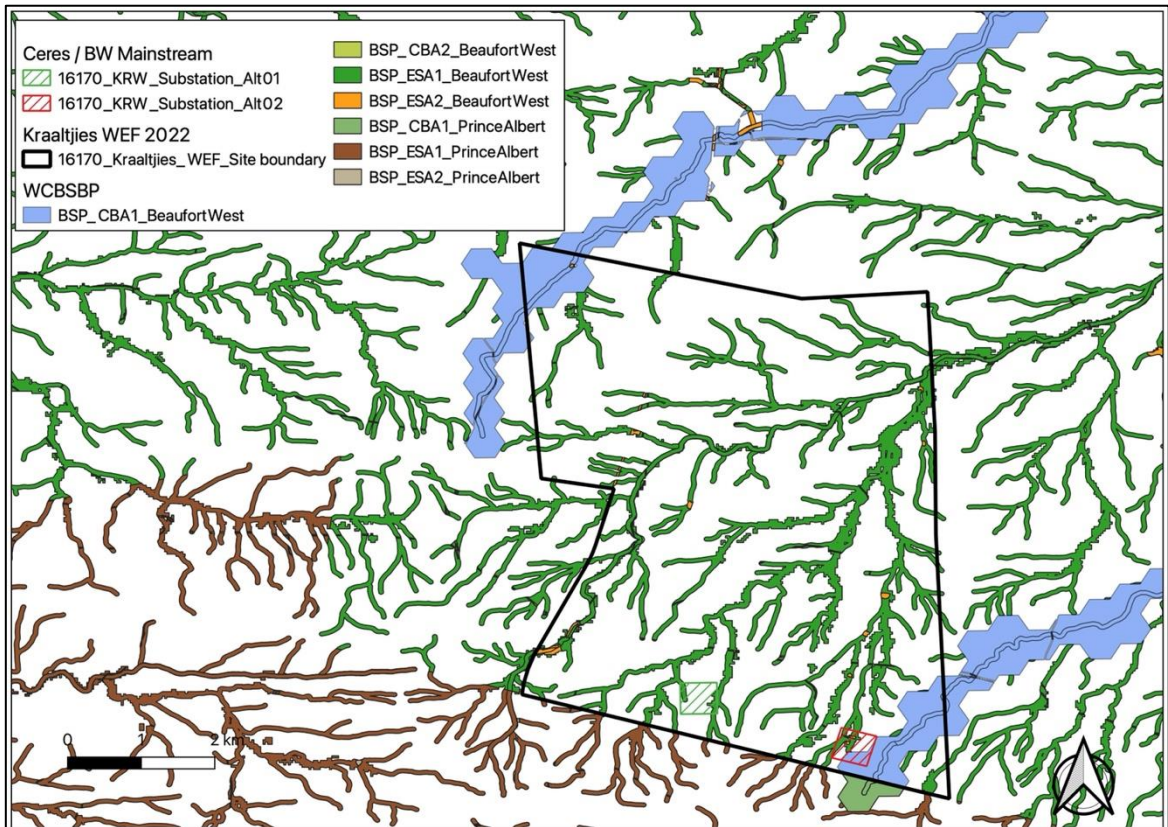 Ceres / BW Mainstream
16170_KRW_Substation_Alt01
16170_KRW_Substation_Alt02
Kraaltjies WEF 2022
16170_Kraaltjies_WEF_Site boundary
WCBSBP
BSP_CBA1_BeaufortWest
BSP_CBA2_BeaufortWest
BSP_ESA1_BeaufortWest
BSP_ESA2_BeaufortWest
BSP_CBA1_PrinceAlbert
BSP_ESA1_PrinceAlbert
BSP_ESA2_PrinceAlbert
0 1 2 km